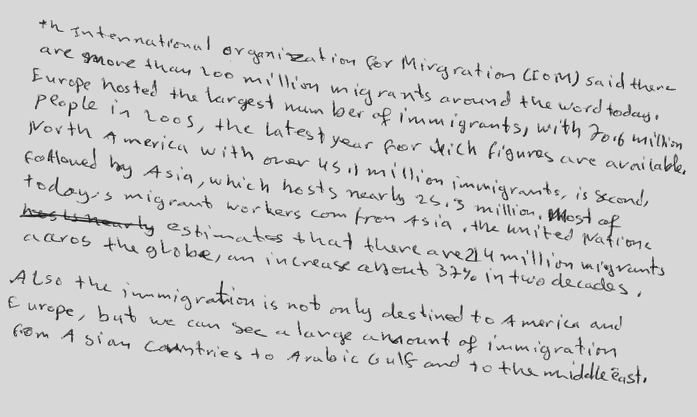 th International organization for Mirgration (IOM) said there
are more than 200 million migrants around the word today.
Europe hosted the largest number of immigrants, with 70.6 million
people in 2005, the latest year for which figures are available.
North America with over 45.1 million immigrants, is second,
followed by Asia, which hosts nearly 25.3 million. Most of
today,s migrant workers com from Asia. the united Natione
hosts nearly estimates that there are 214 million migrants
accros the globe, an increase about 37% in two decades.
Also the immigration is not only destined to America and
Europe, but we can see a large amount of immigration
from Asian Countries to Arabic Gulf and to the middle east.